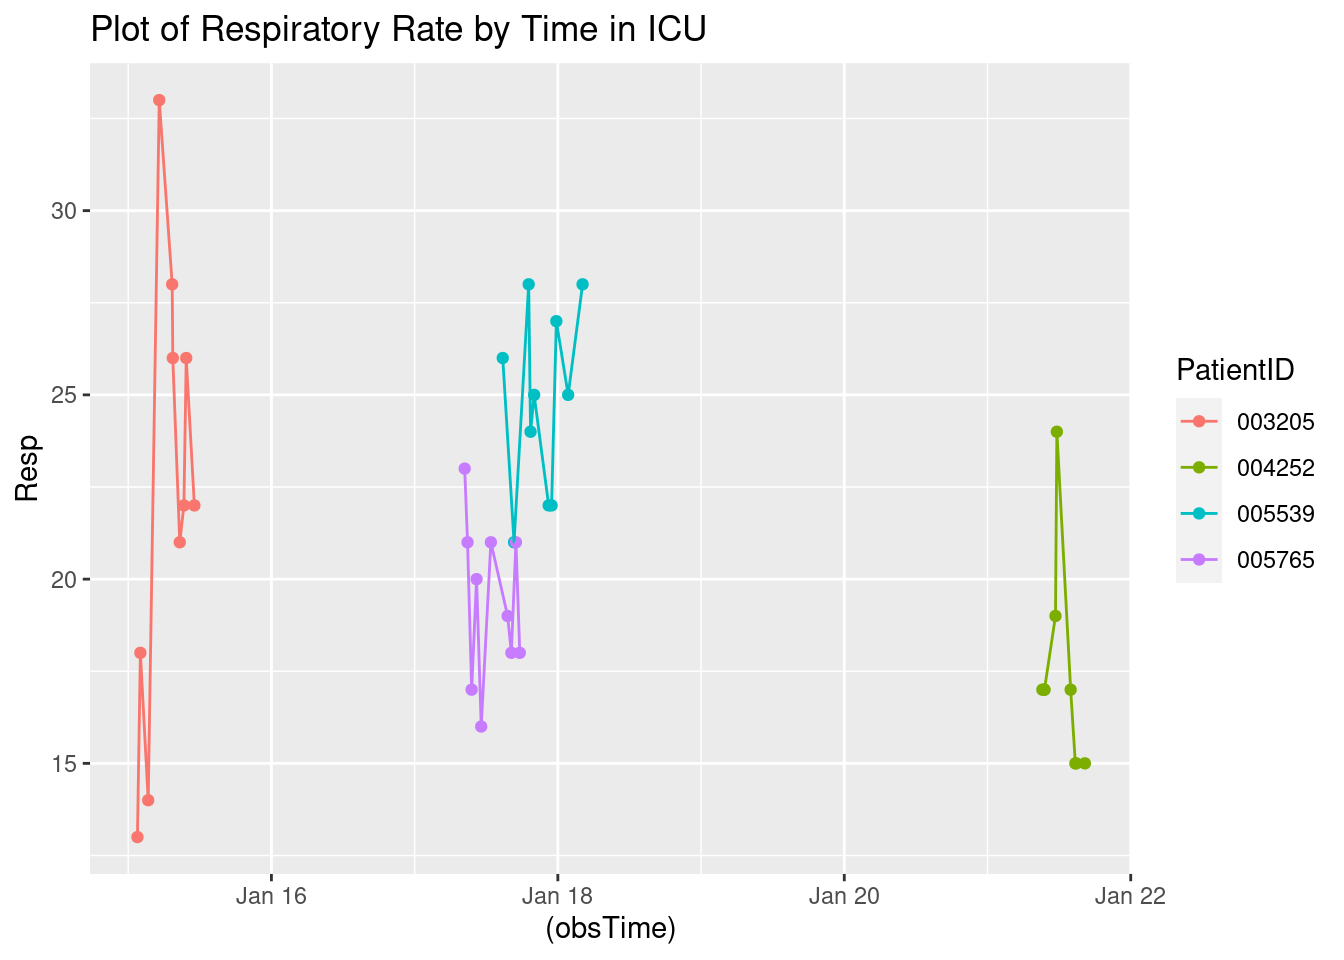 Plot of Respiratory Rate by Time in ICU
Resp
30
25
20
15
Jan 16
Jan 18
Jan 20
Jan 22
(obsTime)
PatientID
003205
004252
005539
005765